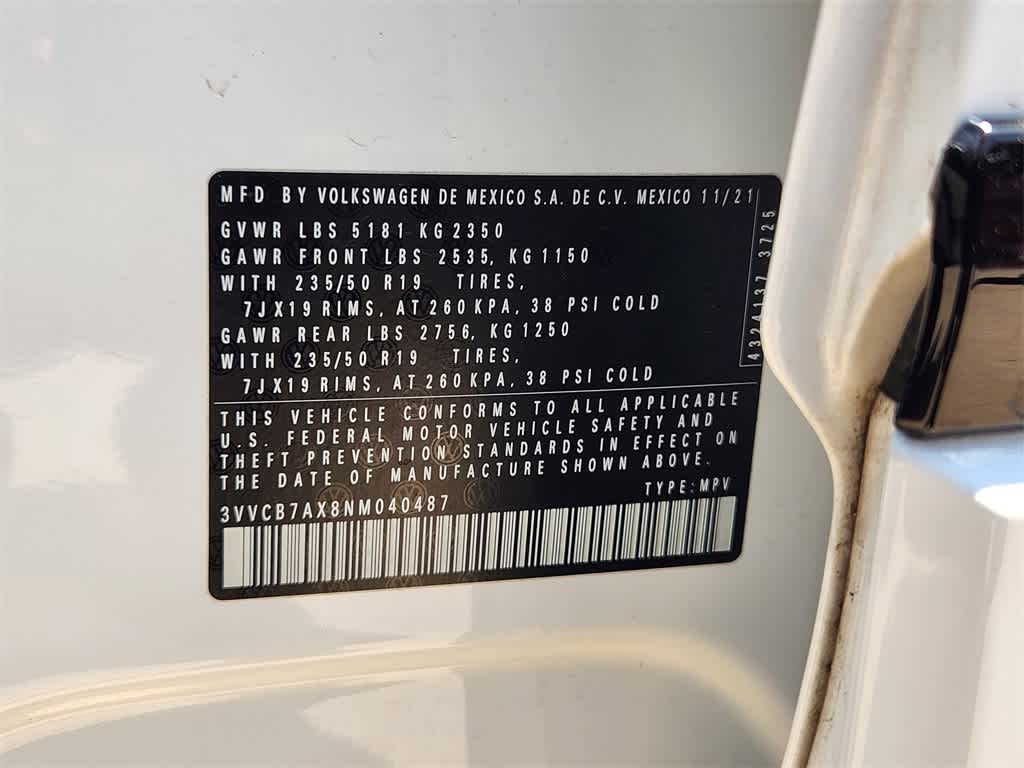 MFD BY VOLKSWAGEN DE MEXICO S.A. DE C.V. MEXICO 11/21
GVWR LBS 5181 KG 2350
GAWR FRONT LBS 2535, KG 1150
WITH 235/50 R19 TIRES,
7JX19 RIMS, AT 260 KPA, 38 PSI COLD
GAWR REAR LBS 2756, KG 1250
WITH 235/50 R19 TIRES,
7JX19 RIMS, AT 260 KPA, 38 PSI COLD
THIS VEHICLE CONFORMS TO ALL APPLICABLE
U.S. FEDERAL MOTOR VEHICLE SAFETY AND
THEFT PREVENTION STANDARDS IN EFFECT ON
THE DATE OF MANUFACTURE SHOWN ABOVE.
TYPE: MPV
3VVCB7AX8NM040487
4324137 3725